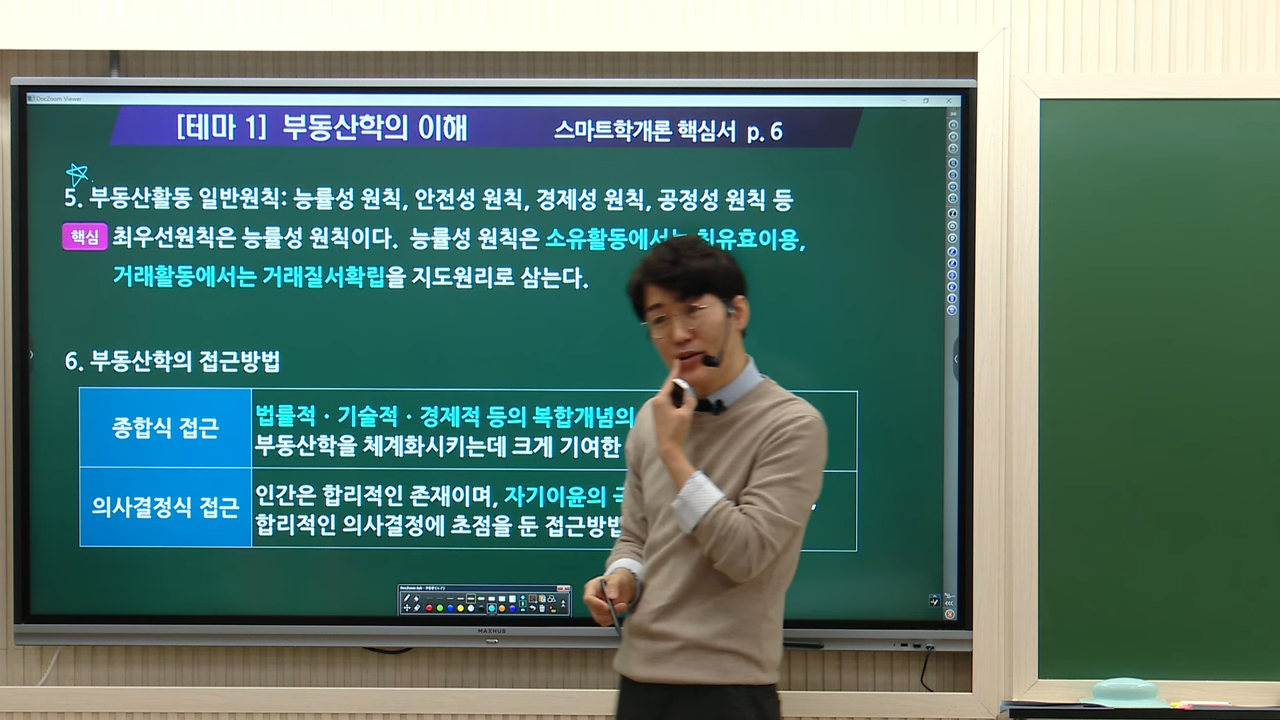 DocZoom Viewer
[테마 1] 부동산학의 이해 스마트학개론 핵심서 p. 6
5. 부동산활동 일반원칙: 능률성 원칙, 안전성 원칙, 경제성 원칙, 공정성 원칙 등
핵심 최우선원칙은 능률성 원칙이다. 능률성 원칙은 소유활동에서는 최유효이용,
거래활동에서는 거래질서확립을 지도원리로 삼는다.
6. 부동산학의 접근방법
종합식 접근
법률적 · 기술적 · 경제적 등의 복합개념의
부동산학을 체계화시키는데 크게 기여한
의사결정식 접근
인간은 합리적인 존재이며, 자기이윤의
합리적인 의사결정에 초점을 둔 접근방법
MAXHUB